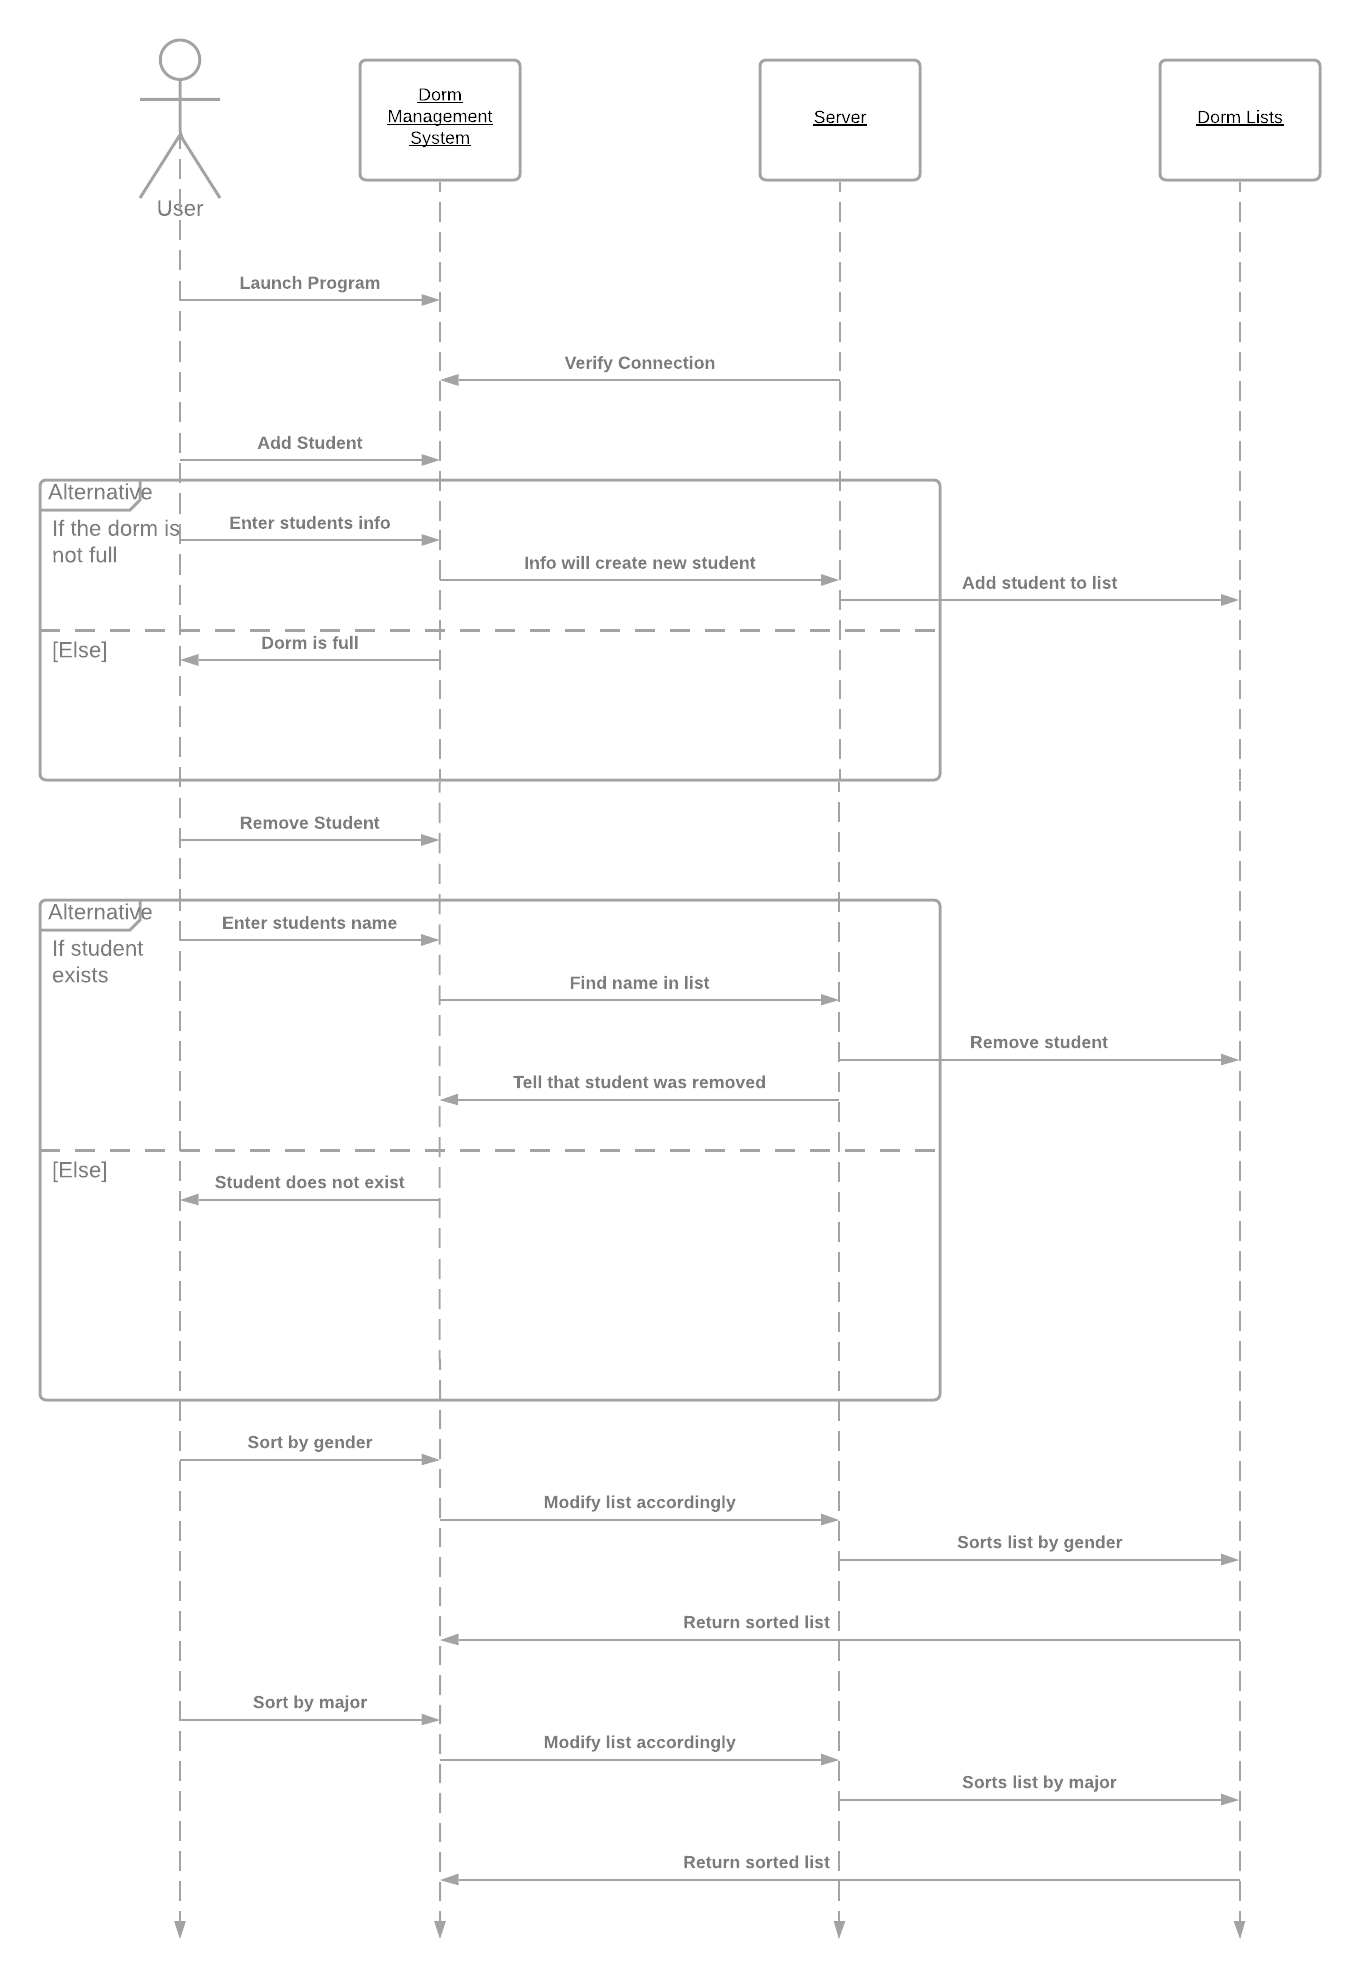 User
Dorm
Management
System
Server
Dorm Lists
Launch Program
Verify Connection
Add Student
Alternative
If the dorm is
not full
Enter students info
Info will create new student
Add student to list
[Else]
Dorm is full
Remove Student
Alternative
If student
exists
Enter students name
Find name in list
Remove student
Tell that student was removed
[Else]
Student does not exist
Sort by gender
Modify list accordingly
Sorts list by gender
Return sorted list
Sort by major
Modify list accordingly
Sorts list by major
Return sorted list